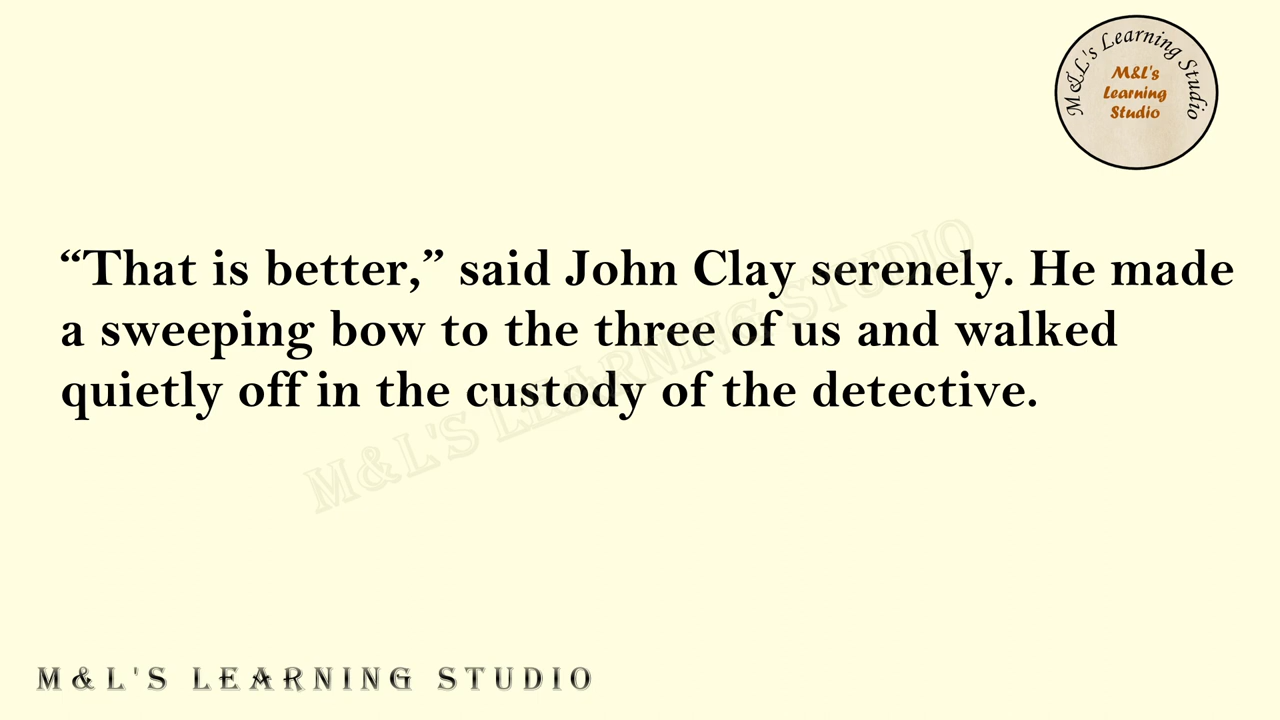 M&L's Learning Studio
M&L's
Learning
Studio
“That is better,” said John Clay serenely. He made
a sweeping bow to the three of us and walked
quietly off in the custody of the detective.
M&L'S LEARNING STUDIO
M&L'S LEARNING STUDIO